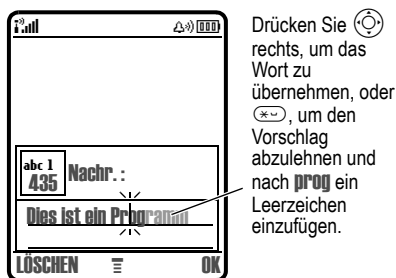 abc 1
435
Nachr. :
Dies ist ein Programm
LÖSCHEN
OK
Drücken Sie
rechts, um das
Wort zu
übernehmen, oder
, um den
Vorschlag
abzulehnen und
nach prog ein
Leerzeichen
einzufügen.